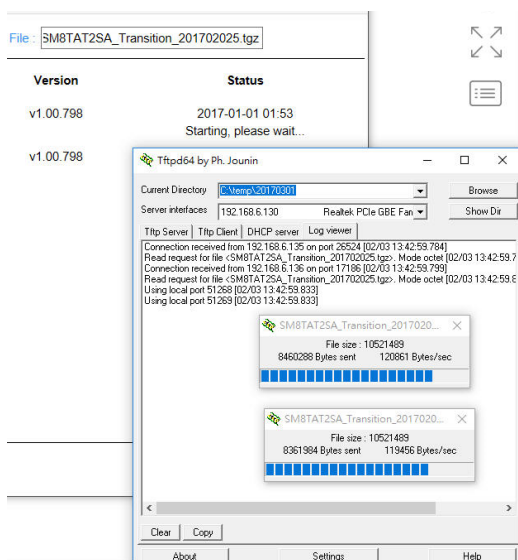 File : SM8TAT2SA_Transition_201702025.tgz
Version Status
v1.00.798 2017-01-01 01:53
Starting, please wait...
v1.00.798
Tftpd64 by Ph. Jounin
Current Directory C:\temp\20170301 Browse
Server interfaces 192.168.6.130 Realtek PCIe GBE Fan Show Dir
Tftp Server Tftp Client DHCP server Log viewer
Connection received from 192.168.6.135 on port 26524 [02/03 13:42:59.784]
Read request for file <SM8TAT2SA_Transition_201702025.tgz>. Mode octet [02/03 13:42:59.7
Connection received from 192.168.6.136 on port 17186 [02/03 13:42:59.799]
Read request for file <SM8TAT2SA_Transition_201702025.tgz>. Mode octet [02/03 13:42:59.8
Using local port 51268 [02/03 13:42:59.833]
Using local port 51269 [02/03 13:42:59.833]
SM8TAT2SA_Transition_2017020...
File size : 10521489
8460288 Bytes sent 120861 Bytes/sec
SM8TAT2SA_Transition_2017020...
File size : 10521489
8361984 Bytes sent 119456 Bytes/sec
Clear Copy
About Settings Help